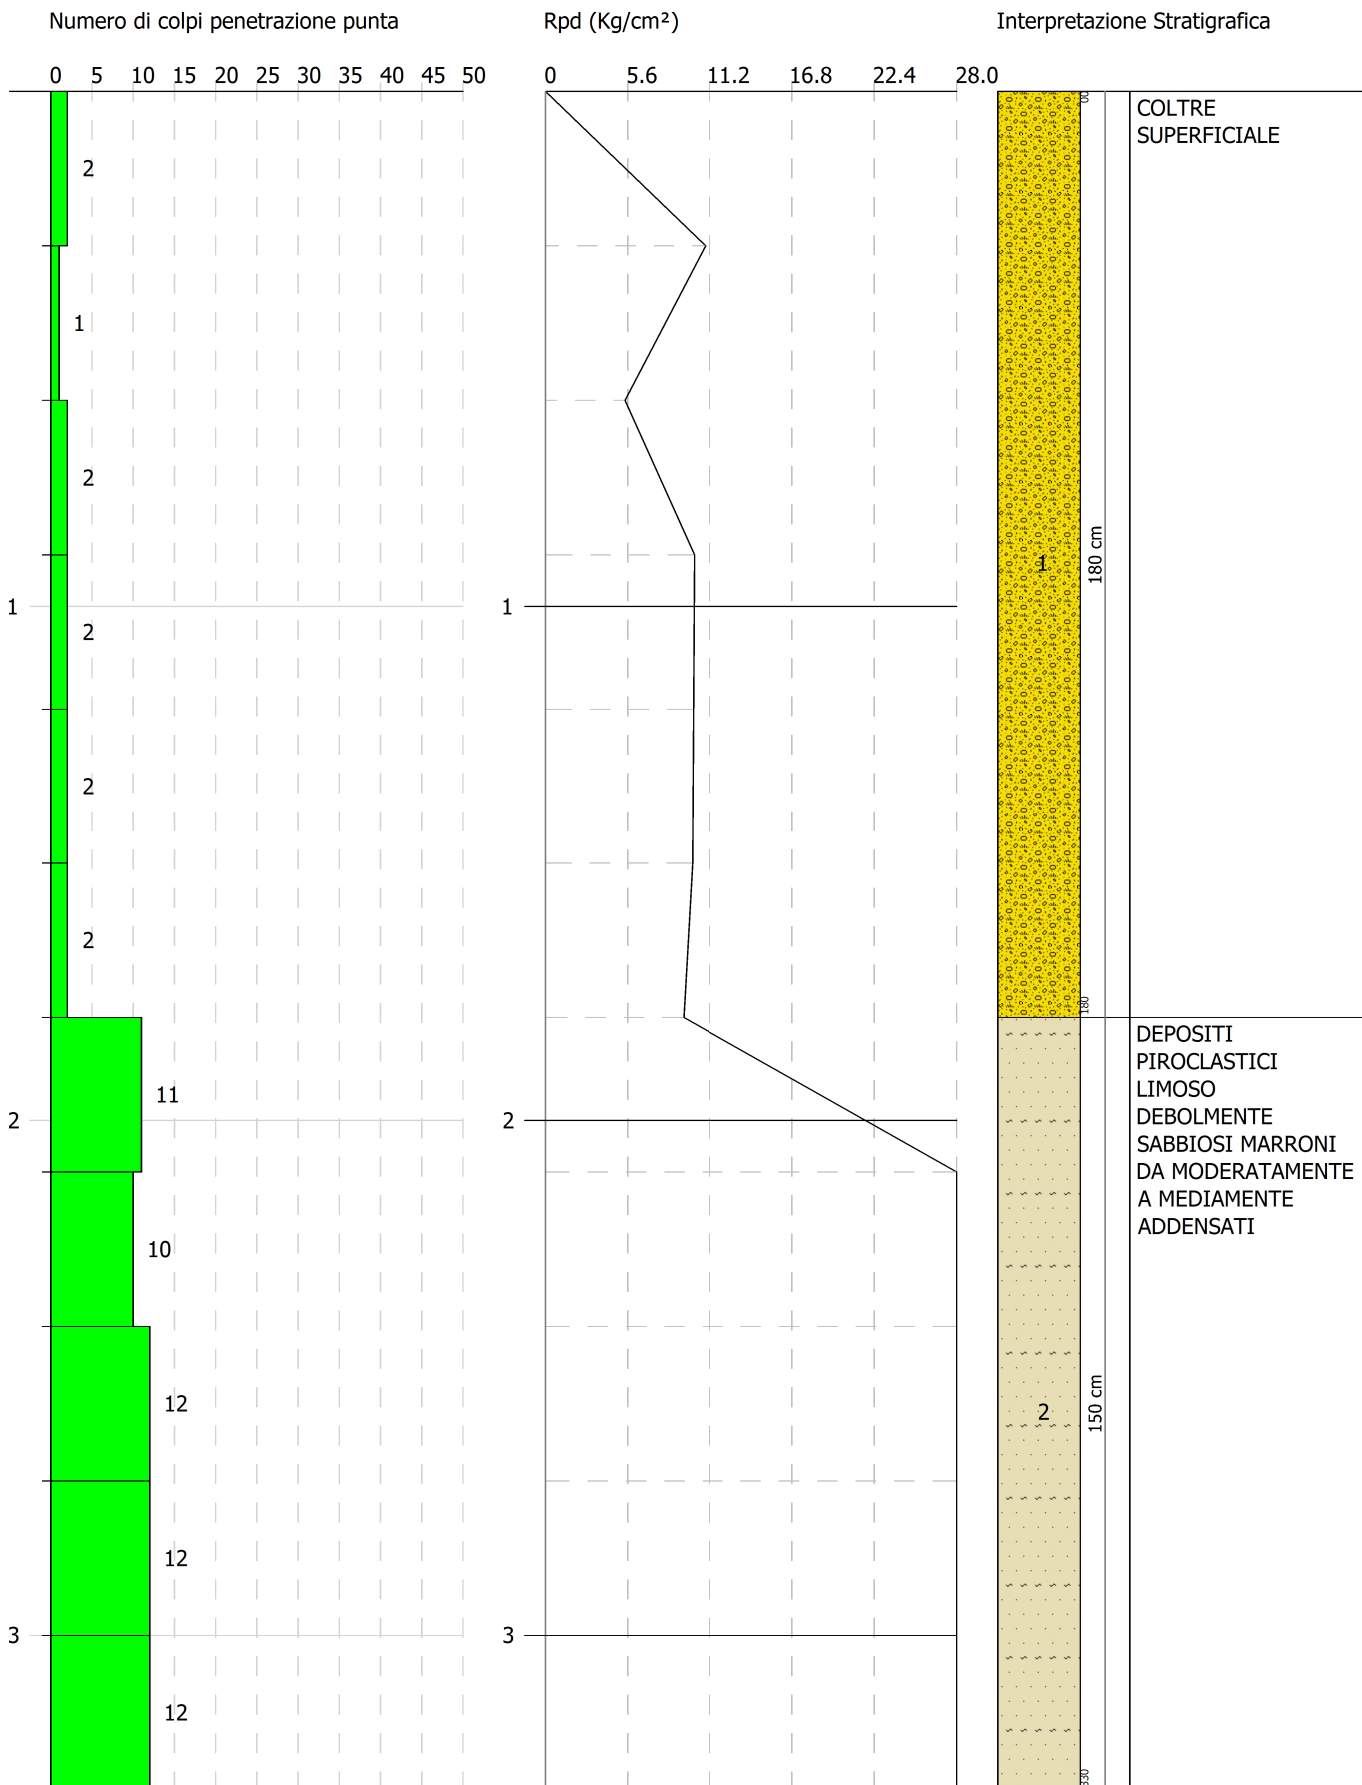 Numero di colpi penetrazione punta
Rpd (Kg/cm²)
Interpretazione Stratigrafica
0 5 10 15 20 25 30 35 40 45 50
0 5.6 11.2 16.8 22.4 28.0
2
1
2
2
2
2
11
10
12
12
12
1
2
3
1
2
3
1
2
00
180 cm
180
150 cm
330
COLTRE
SUPERFICIALE
DEPOSITI
PIROCLASTICI
LIMOSO
DEBOLMENTE
SABBIOSI MARRONI
DA MODERATAMENTE
A MEDIAMENTE
ADDENSATI